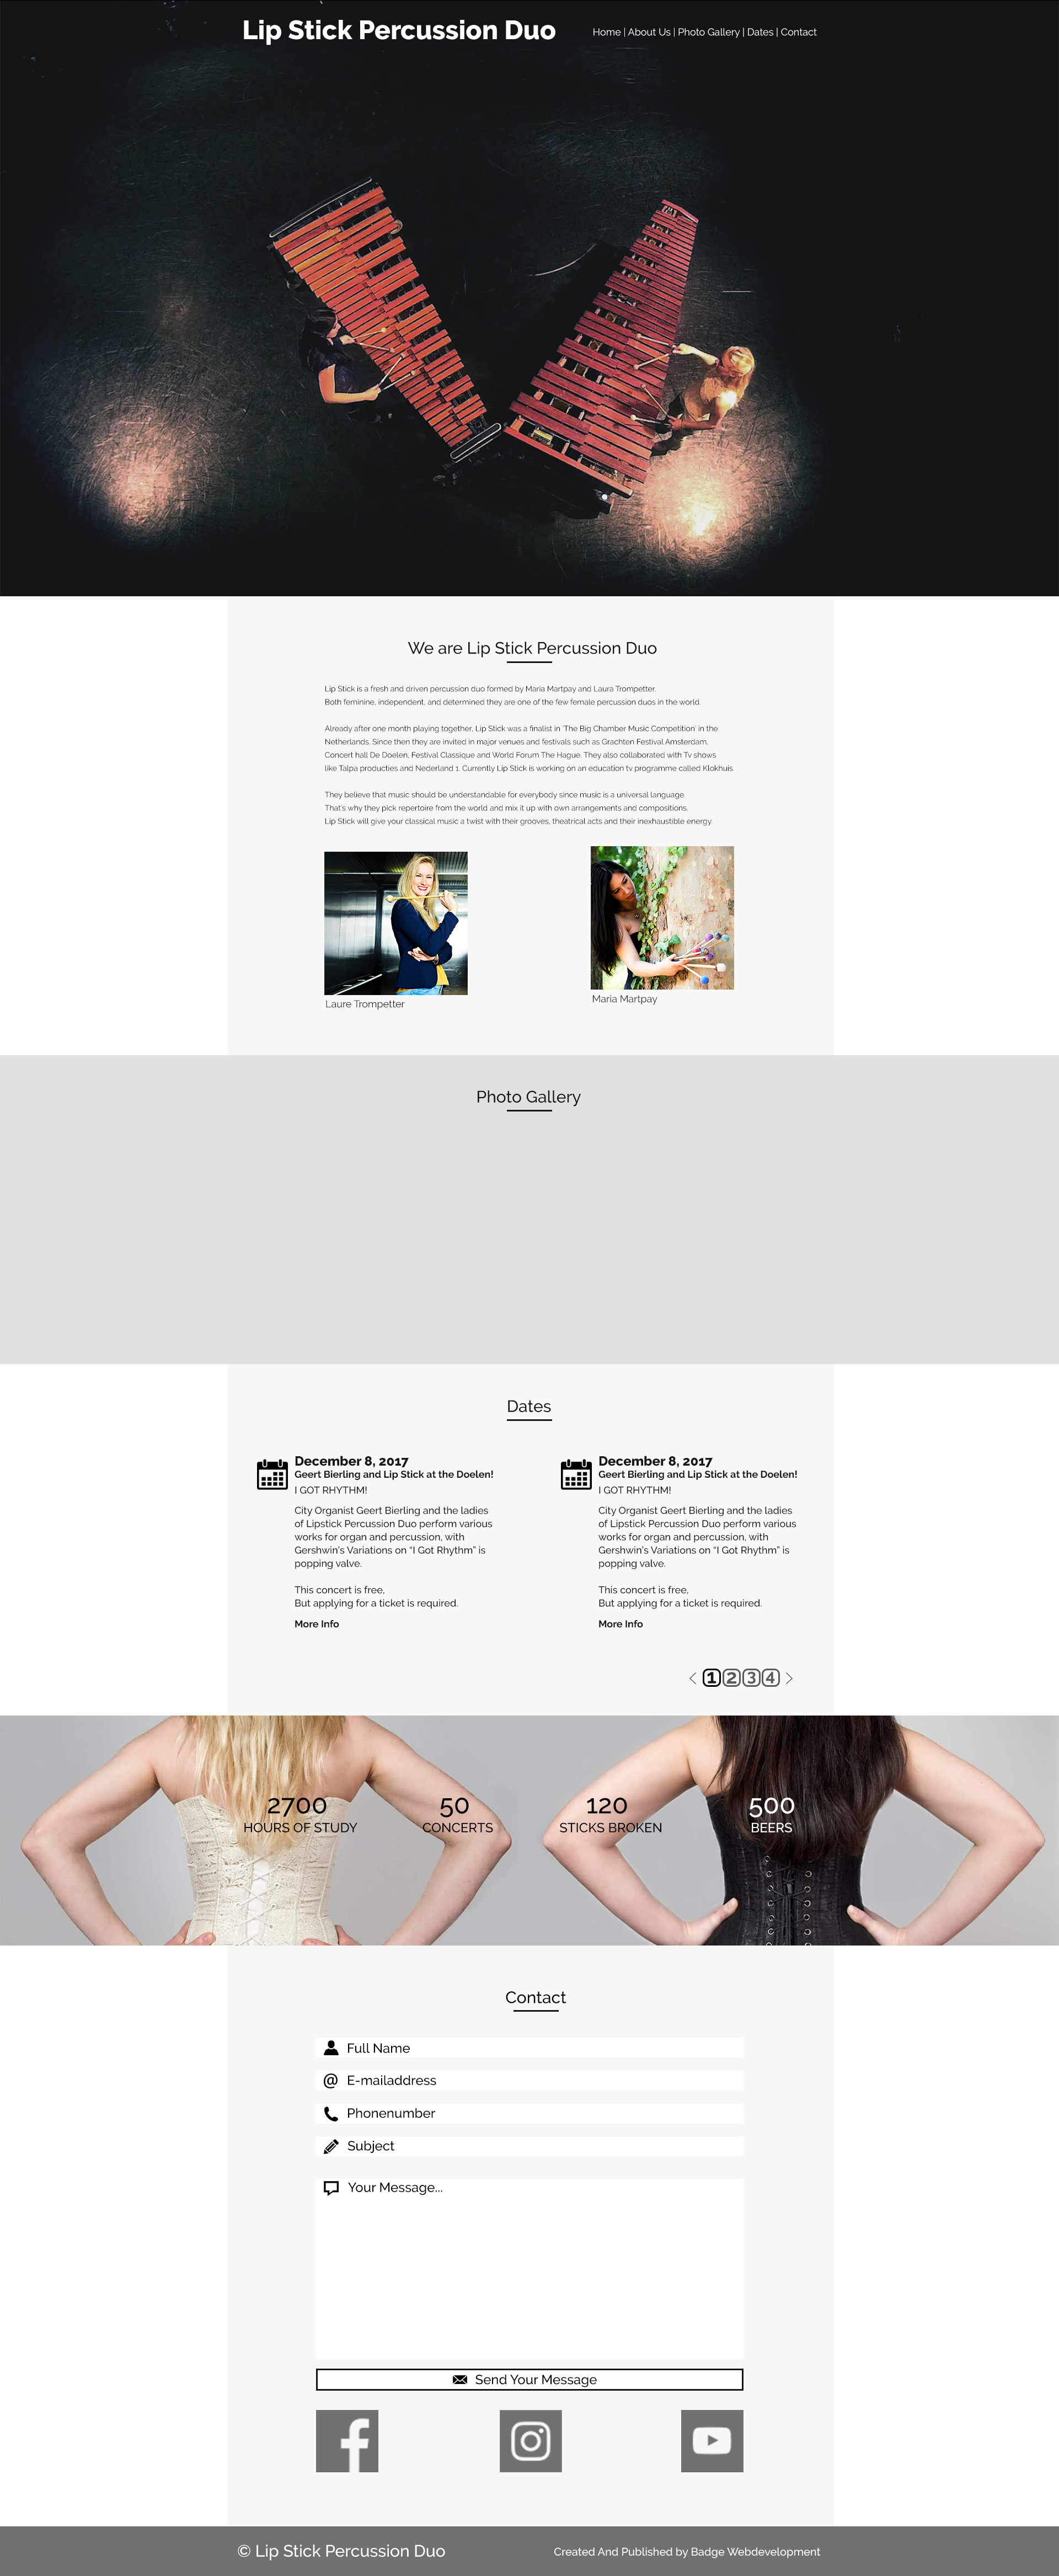 Lip Stick Percussion Duo
Home | About Us | Photo Gallery | Dates | Contact
We are Lip Stick Percussion Duo
Lip Stick is a fresh and driven percussion duo formed by Maria Martpay and Laura Trompetter.
Both feminine, independent, and determined they are one of the few female percussion duos in the world.
Already after one month playing together, Lip Stick was a finalist in 'The Big Chamber Music Competition' in the
Netherlands. Since then they are invited in major venues and festivals such as Grachten Festival Amsterdam,
Concert hall De Doelen, Festival Classique and World Forum The Hague. They also collaborated with Tv shows
like Talpa producties and Nederland 1. Currently Lip Stick is working on an education tv programme called Klokhuis.
They believe that music should be understandable for everybody since music is a universal language.
That's why they pick repertoire from the world and mix it up with own arrangements and compositions.
Lip Stick will give your classical music a twist with their grooves, theatrical acts and their inexhaustible energy.
Laure Trompetter
Maria Martpay
Photo Gallery
Dates
December 8, 2017
Geert Bierling and Lip Stick at the Doelen!
I GOT RHYTHM!
City Organist Geert Bierling and the ladies
of Lipstick Percussion Duo perform various
works for organ and percussion, with
Gershwin's Variations on “I Got Rhythm” is
popping valve.
This concert is free,
But applying for a ticket is required.
More Info
December 8, 2017
Geert Bierling and Lip Stick at the Doelen!
I GOT RHYTHM!
City Organist Geert Bierling and the ladies
of Lipstick Percussion Duo perform various
works for organ and percussion, with
Gershwin's Variations on “I Got Rhythm” is
popping valve.
This concert is free,
But applying for a ticket is required.
More Info
1 2 3 4
2700
HOURS OF STUDY
50
CONCERTS
120
STICKS BROKEN
500
BEERS
Contact
Full Name
@ E-mailaddress
Phonenumber
Subject
Your Message...
Send Your Message
© Lip Stick Percussion Duo
Created And Published by Badge Webdevelopment